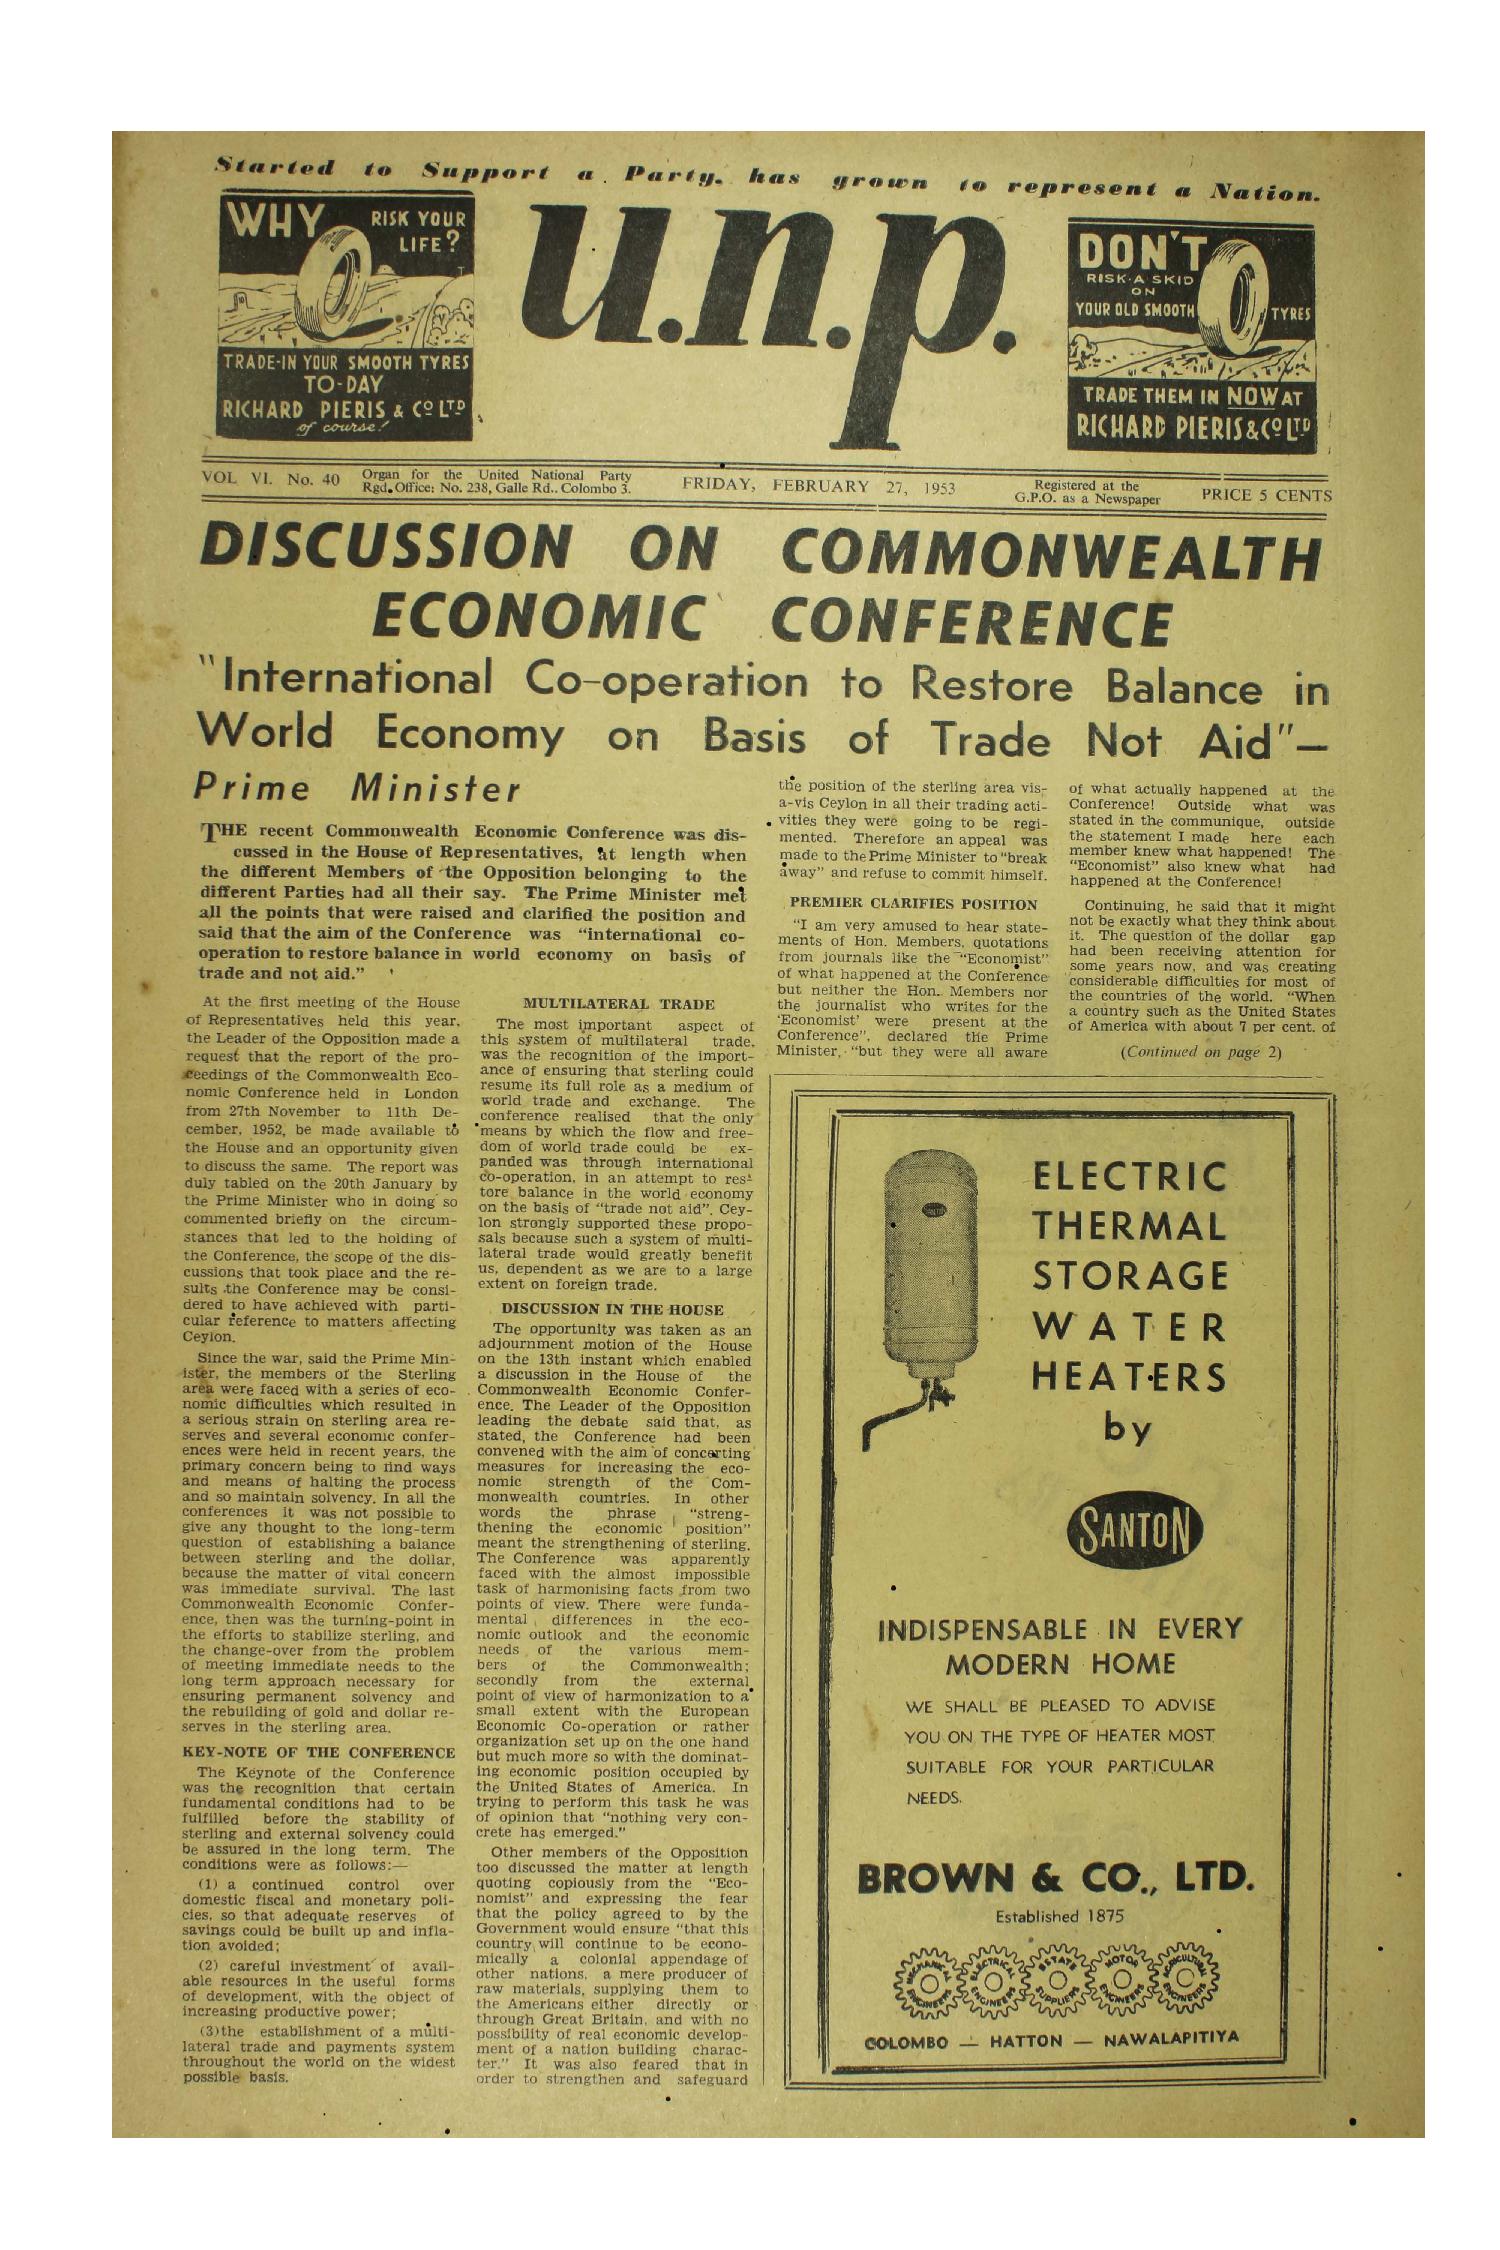 Started to Support a Party, has grown to represent a Nation.
WHY RISK YOUR
LIFE?
TRADE-IN YOUR SMOOTH TYRES
TO-DAY
RICHARD PIERIS & CO LTD
of course!
u.n.p.
DON'T
RISK A SKID
ON
YOUR OLD SMOOTH TYRES
TRADE THEM IN NOW AT
RICHARD PIERIS & CO LTD
VOL VI. No. 40
Organ for the United National Party
Rgd. Office: No. 238, Galle Rd.. Colombo 3.
FRIDAY, FEBRUARY 27, 1953
Registered at the
G.P.O. as a Newspaper
PRICE 5 CENTS
DISCUSSION ON COMMONWEALTH
ECONOMIC CONFERENCE
"International Co-operation to Restore Balance in
World Economy on Basis of Trade Not Aid"—
Prime Minister
THE recent Commonwealth Economic Conference was dis-
cussed in the House of Representatives, at length when
the different Members of the Opposition belonging to the
different Parties had all their say. The Prime Minister met
all the points that were raised and clarified the position and
said that the aim of the Conference was "international co-
operation to restore balance in world economy on basis of
trade and not aid."
At the first meeting of the House
of Representatives held this year,
the Leader of the Opposition made a
request that the report of the pro-
ceedings of the Commonwealth Eco-
nomic Conference held in London
from 27th November to 11th De-
cember, 1952, be made available to
the House and an opportunity given
to discuss the same. The report was
duly tabled on the 20th January by
the Prime Minister who in doing so
commented briefly on the circum-
stances that led to the holding of
the Conference, the scope of the dis-
cussions that took place and the re-
sults the Conference may be consi-
dered to have achieved with parti-
cular reference to matters affecting
Ceylon.
Since the war, said the Prime Min-
ister, the members of the Sterling
area were faced with a series of eco-
nomic difficulties which resulted in
a serious strain on sterling area re-
serves and several economic confer-
ences were held in recent years, the
primary concern being to find ways
and means of halting the process
and so maintain solvency. In all the
conferences it was not possible to
give any thought to the long-term
question of establishing a balance
between sterling and the dollar,
because the matter of vital concern
was immediate survival. The last
Commonwealth Economic Confer-
ence, then was the turning-point in
the efforts to stabilize sterling, and
the change-over from the problem
of meeting immediate needs to the
long term approach necessary for
ensuring permanent solvency and
the rebuilding of gold and dollar re-
serves in the sterling area.
KEY-NOTE OF THE CONFERENCE
The Keynote of the Conference
was the recognition that certain
fundamental conditions had to be
fulfilled before the stability of
sterling and external solvency could
be assured in the long term. The
conditions were as follows:—
(1) a continued control over
domestic fiscal and monetary poli-
cies, so that adequate reserves of
savings could be built up and infla-
tion avoided;
(2) careful investment of avail-
able resources in the useful forms
of development, with the object of
increasing productive power;
(3)the establishment of a multi-
lateral trade and payments system
throughout the world on the widest
possible basis.
MULTILATERAL TRADE
The most important aspect of
this system of multilateral trade,
was the recognition of the import-
ance of ensuring that sterling could
resume its full role as a medium of
world trade and exchange. The
conference realised that the only
means by which the flow and free-
dom of world trade could be ex-
panded was through international
co-operation, in an attempt to res-
tore balance in the world economy
on the basis of "trade not aid". Cey-
lon strongly supported these propo-
sals because such a system of multi-
lateral trade would greatly benefit
us, dependent as we are to a large
extent on foreign trade.
DISCUSSION IN THE HOUSE
The opportunity was taken as an
adjournment motion of the House
on the 13th instant which enabled
a discussion in the House of the
Commonwealth Economic Confer-
ence. The Leader of the Opposition
leading the debate said that, as
stated, the Conference had been
convened with the aim of concerting
measures for increasing the eco-
nomic strength of the Com-
monwealth countries. In other
words the phrase "streng-
thening the economic position"
meant the strengthening of sterling.
The Conference was apparently
faced with the almost impossible
task of harmonising facts from two
points of view. There were funda-
mental differences in the eco-
nomic outlook and the economic
needs of the various mem-
bers of the Commonwealth;
secondly from the external
point of view of harmonization to a
small extent with the European
Economic Co-operation or rather
organization set up on the one hand
but much more so with the dominat-
ing economic position occupied by
the United States of America. In
trying to perform this task he was
of opinion that "nothing very con-
crete has emerged."
Other members of the Opposition
too discussed the matter at length
quoting copiously from the "Eco-
nomist" and expressing the fear
that the policy agreed to by the
Government would ensure "that this
country will continue to be econo-
mically a colonial appendage of
other nations, a mere producer of
raw materials, supplying them to
the Americans either directly or
through Great Britain, and with no
possibility of real economic develop-
ment of a nation building charac-
ter." It was also feared that in
order to strengthen and safeguard
the position of the sterling area vis-
a-vis Ceylon in all their trading acti-
vities they were going to be regi-
mented. Therefore an appeal was
made to the Prime Minister to "break
away" and refuse to commit himself.
PREMIER CLARIFIES POSITION
"I am very amused to hear state-
ments of Hon. Members, quotations
from journals like the "Economist"
of what happened at the Conference
but neither the Hon. Members nor
the journalist who writes for the
'Economist' were present at the
Conference", declared the Prime
Minister, "but they were all aware
of what actually happened at the
Conference! Outside what was
stated in the communique, outside
the statement I made here each
member knew what happened! The
"Economist" also knew what had
happened at the Conference!
Continuing, he said that it might
not be exactly what they think about
it. The question of the dollar gap
had been receiving attention for
some years now, and was creating
considerable difficulties for most of
the countries of the world. "When
a country such as the United States
of America with about 7 per cent. of
(Continued on page 2)
ELECTRIC
THERMAL
STORAGE
WATER
HEATERS
by
SANTON
SANTON
INDISPENSABLE IN EVERY
MODERN HOME
WE SHALL BE PLEASED TO ADVISE
YOU ON THE TYPE OF HEATER MOST
SUITABLE FOR YOUR PARTICULAR
NEEDS.
BROWN & CO., LTD.
Established 1875
MECHANICAL ENGINEERS
ELECTRICAL ENGINEERS
ESTATE SUPPLIERS
MOTOR ENGINEERS
AGRICULTURAL ENGINEERS
COLOMBO — HATTON — NAWALAPITIYA